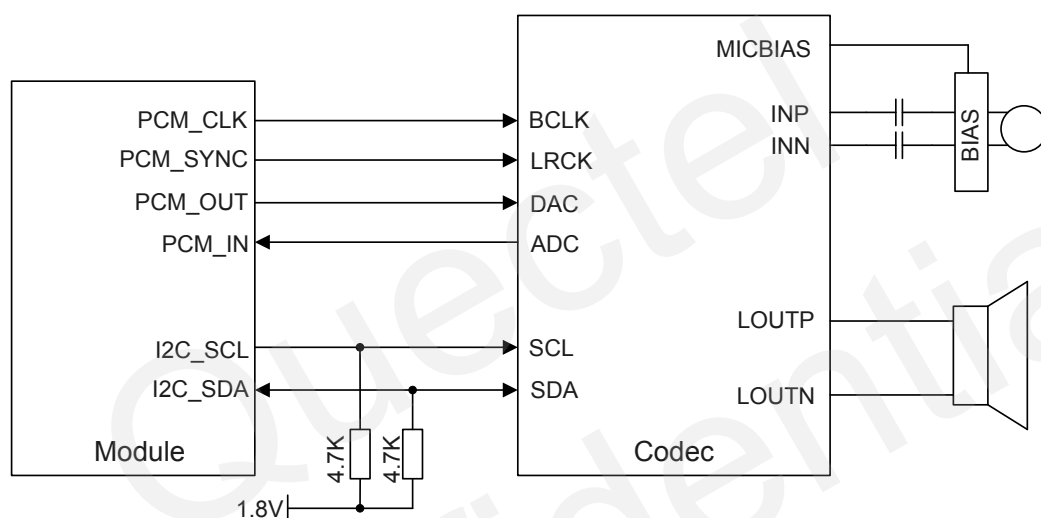 MICBIAS
PCM_CLK
BCLK
INP
PCM_SYNC
LRCK
INN
BIAS
PCM_OUT
DAC
PCM_IN
ADC
LOUTP
I2C_SCL
SCL
I2C_SDA
SDA
LOUTN
4.7K
4.7K
Module
Codec
1.8V
Quectel